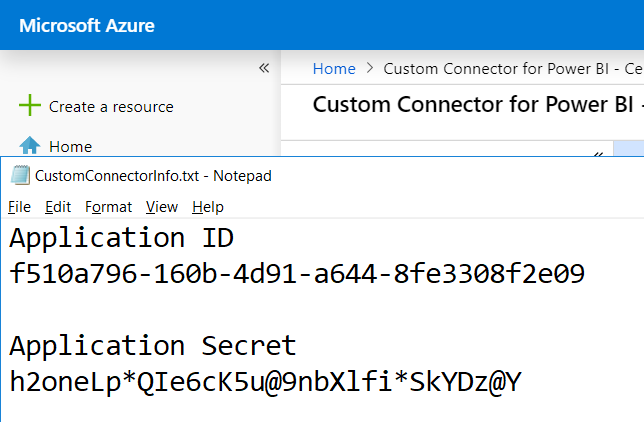 Microsoft Azure
«
Home > Custom Connector for Power BI - Ce
Create a resource
Custom Connector for Power BI -
Home
«
CustomConnectorInfo.txt - Notepad
File Edit Format View Help
Application ID
f510a796-160b-4d91-a644-8fe3308f2e09
Application Secret
h2oneLp*QIe6cK5u@9nbXlfi*SkYDz@Y